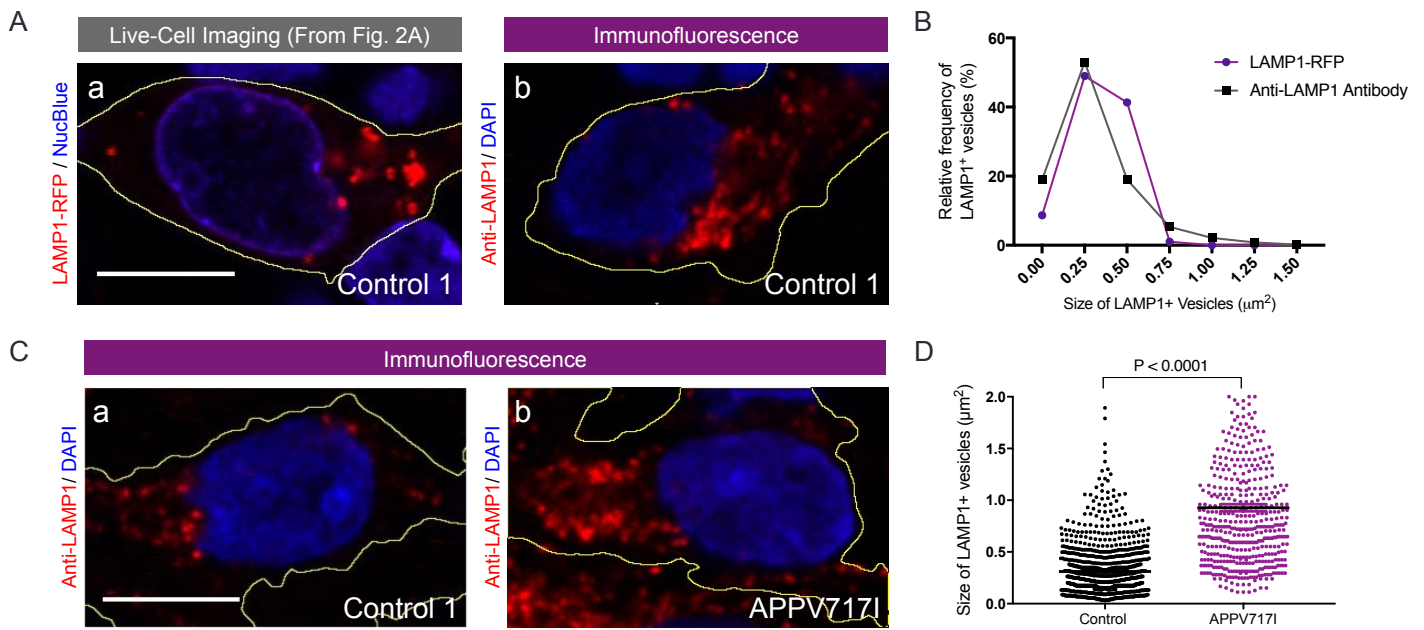 A
Live-Cell Imaging (From Fig. 2A)
Immunofluorescence
LAMP1-RFP / NucBlue
a
Control 1
Anti-LAMP1/ DAPI
b
Control 1
B
Relative frequency of
LAMP1+ vesicles (%)
60
40
20
0
0.00
0.25
0.50
0.75
1.00
1.25
1.50
Size of LAMP1+ Vesicles (μm2)
LAMP1-RFP
Anti-LAMP1 Antibody
C
Immunofluorescence
Anti-LAMP1/ DAPI
a
Control 1
Anti-LAMP1/ DAPI
b
APPV717I
D
P < 0.0001
Size of LAMP1+ vesicles (μm²)
2.0
1.5
1.0
0.5
0.0
Control
APPV717I